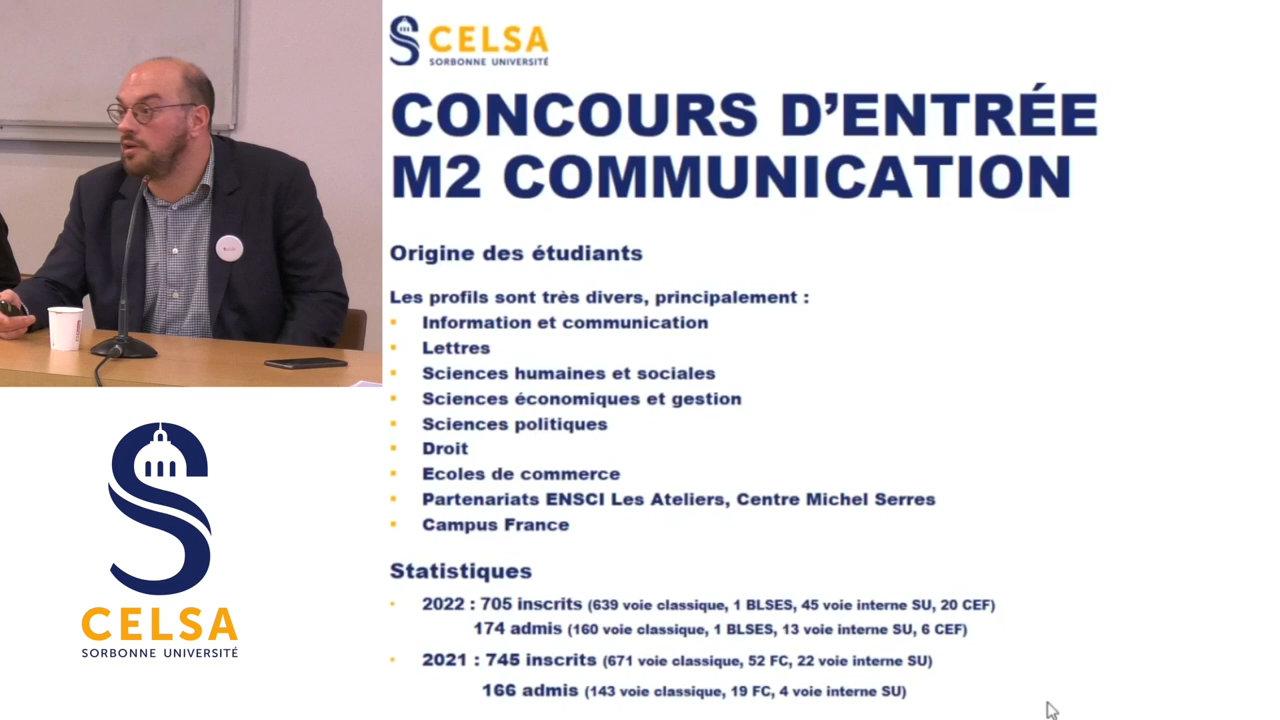 CELSA
SORBONNE UNIVERSITÉ
CONCOURS D'ENTRÉE
M2 COMMUNICATION
Origine des étudiants
Les profils sont très divers, principalement :
Information et communication
Lettres
Sciences humaines et sociales
Sciences économiques et gestion
Sciences politiques
Droit
Ecoles de commerce
Partenariats ENSCI Les Ateliers, Centre Michel Serres
Campus France
Statistiques
2022 : 705 inscrits (639 voie classique, 1 BLSES, 45 voie interne SU, 20 CEF)
174 admis (160 voie classique, 1 BLSES, 13 voie interne SU, 6 CEF)
2021 : 745 inscrits (671 voie classique, 52 FC, 22 voie interne SU)
166 admis (143 voie classique, 19 FC, 4 voie interne SU)
CELSA
SORBONNE UNIVERSITÉ